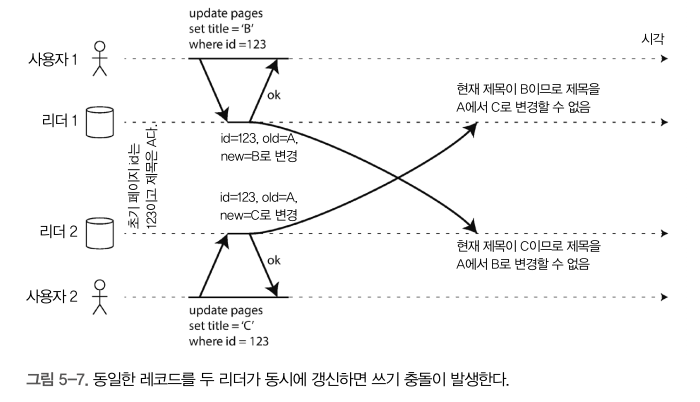 update pages
set title = ‘B’
where id =123
시각
사용자 1
ok
현재 제목이 B이므로 제목을
A에서 C로 변경할 수 없음
리더 1
id=123, old=A,
new=B로 변경
초기 페이지 id는
123이고 제목은 A다.
id=123, old=A,
new=C로 변경
리더 2
현재 제목이 C이므로 제목을
A에서 B로 변경할 수 없음
ok
사용자 2
update pages
set title = ‘C’
where id = 123
그림 5-7. 동일한 레코드를 두 리더가 동시에 갱신하면 쓰기 충돌이 발생한다.